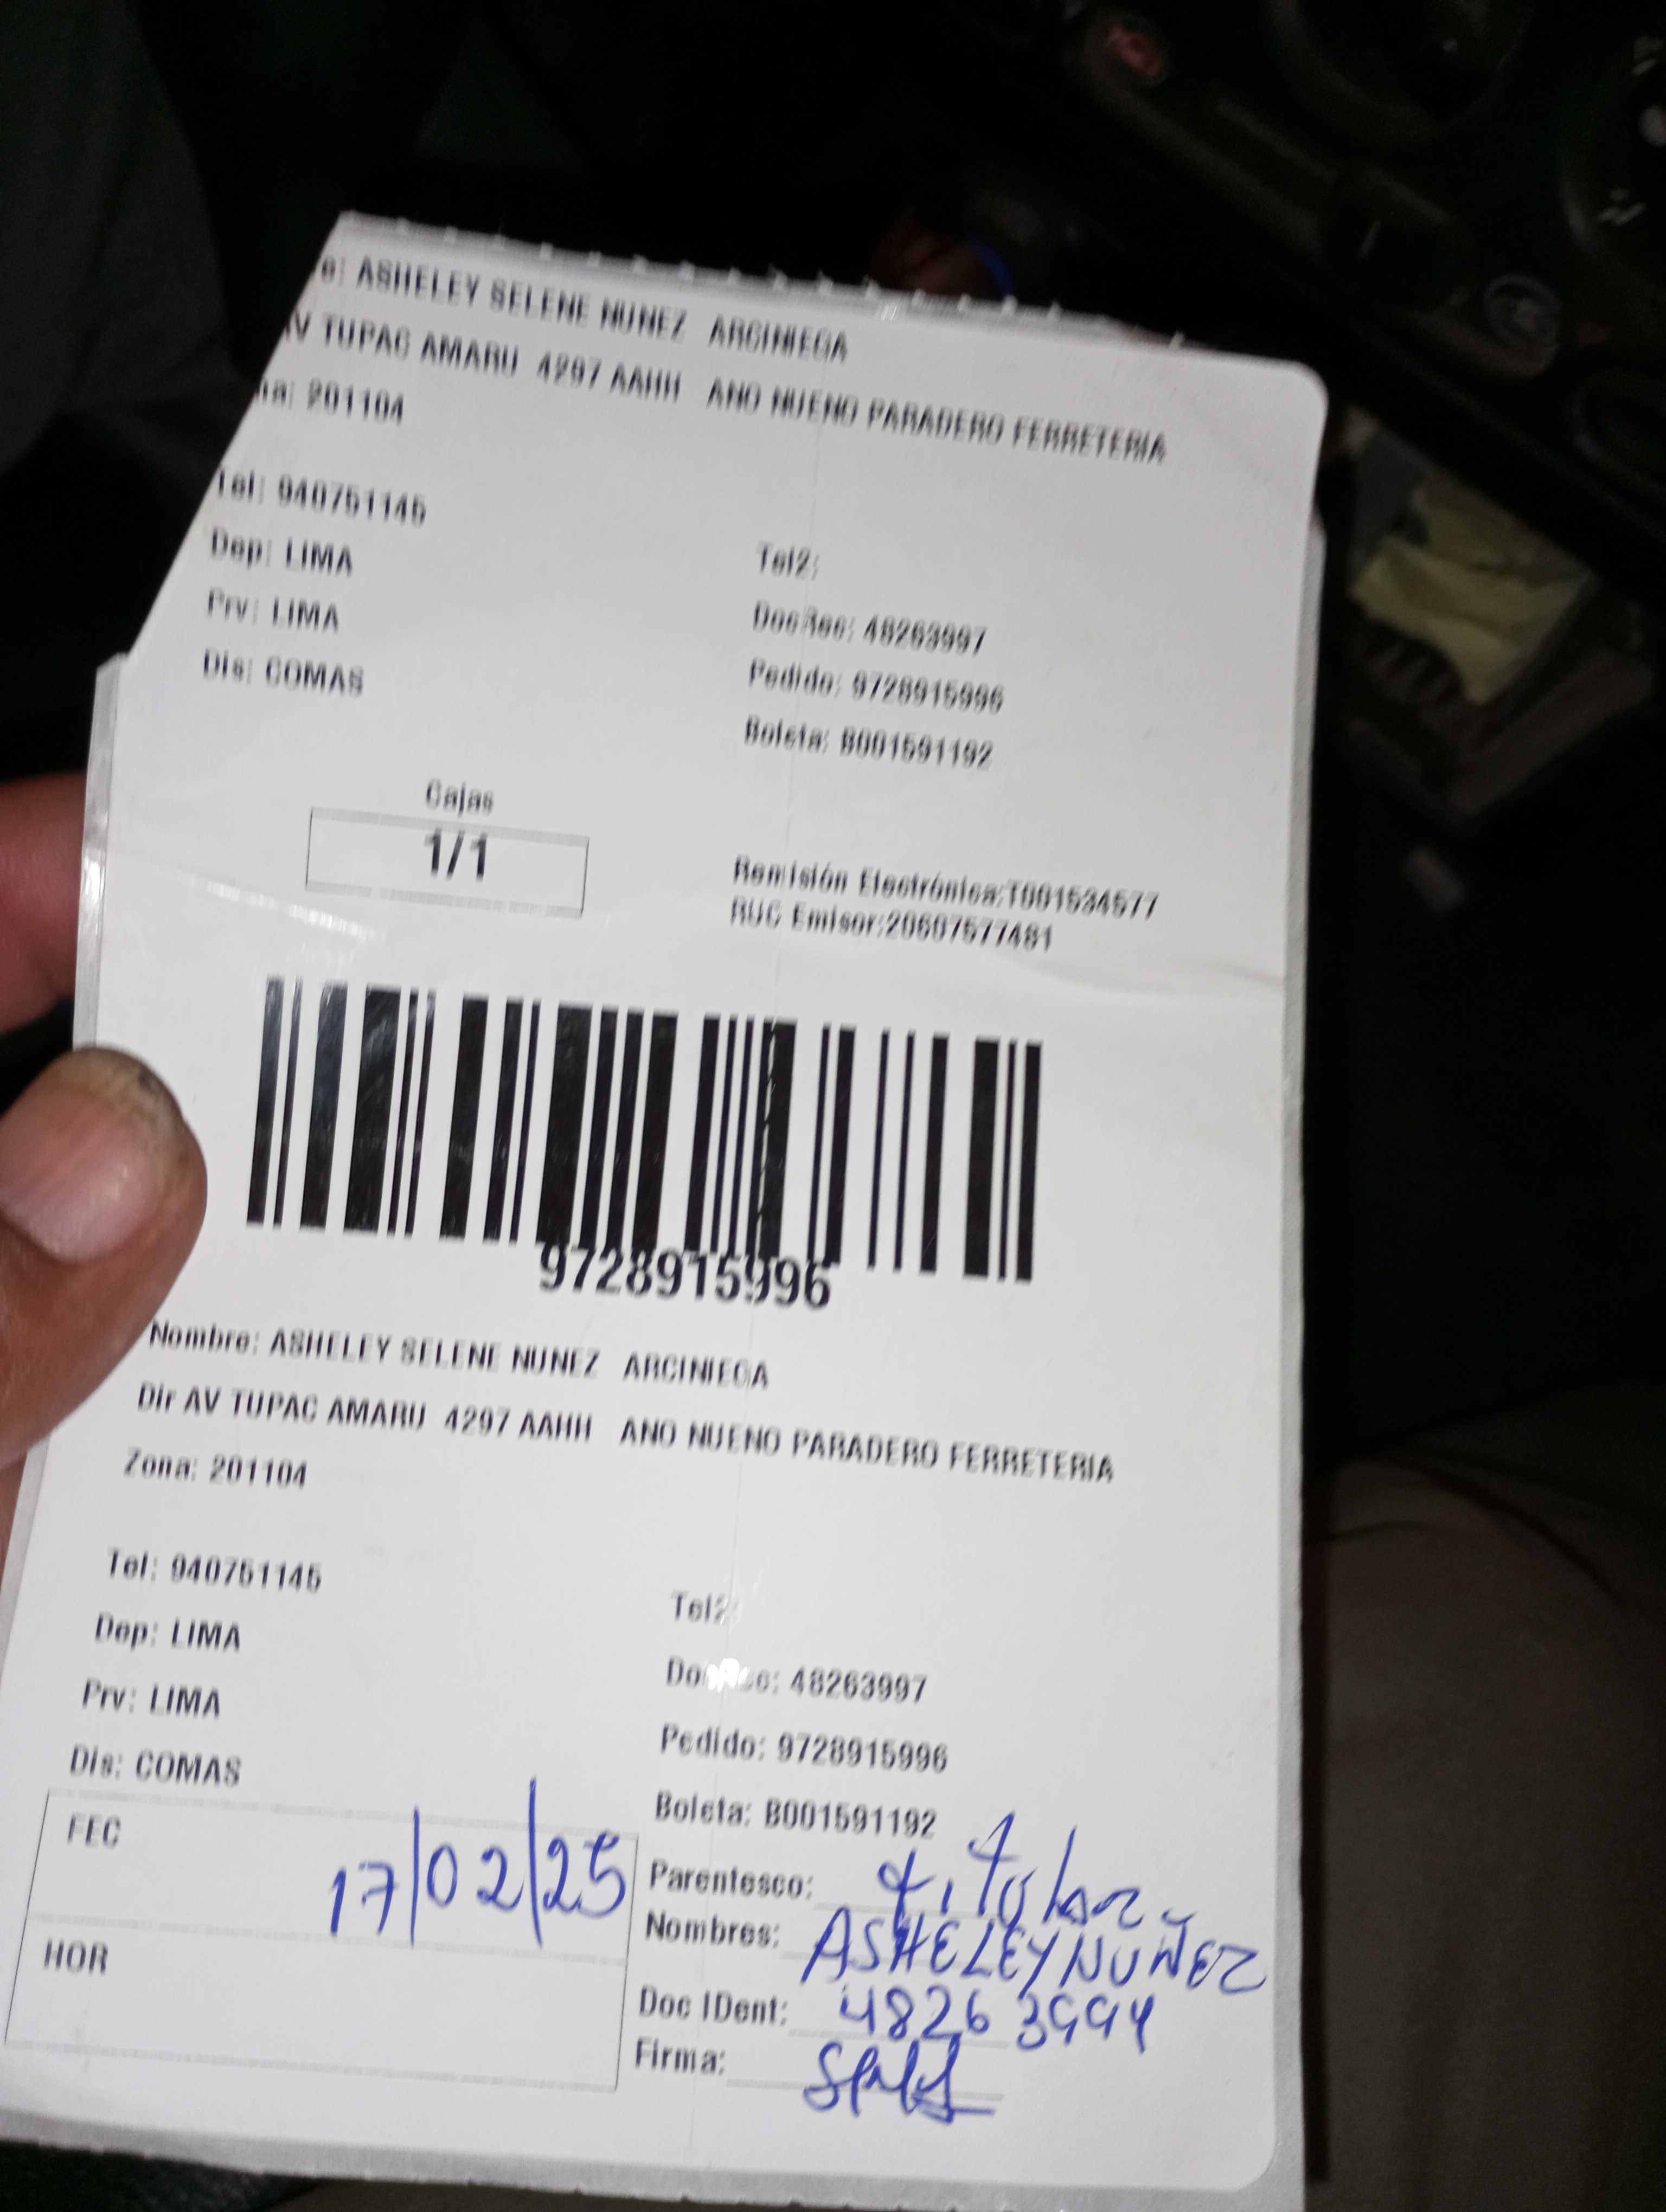 e: ASHELEY SELENE NUNEZ ARCINIEGA
AV TUPAC AMARU 4297 AAHH ANO NUENO PARADERO FERRETERIA
na: 201104
Tel: 940751145
Tel2:
Dep: LIMA
DocRec: 48263997
Prv: LIMA
Pedido: 9728915996
Dis: COMAS
Boleta: B001591192
Cajas
1/1
Remisión Electrónica:T001534577
RUC Emisor:20607577481
9728915996
Nombre: ASHELEY SELENE NUNEZ ARCINIEGA
Dir AV TUPAC AMARU 4297 AAHH ANO NUENO PARADERO FERRETERIA
Zona: 201104
Tel: 940751145
Tel2
Dep: LIMA
48263997
Prv: LIMA
Pedido: 9728915996
Dis: COMAS
Boleta: B001591192
FEC 17/02/25
Parentesco: titular
Nombres: ASHELEY NUÑEZ
HOR
Doc IDent:
Firma: